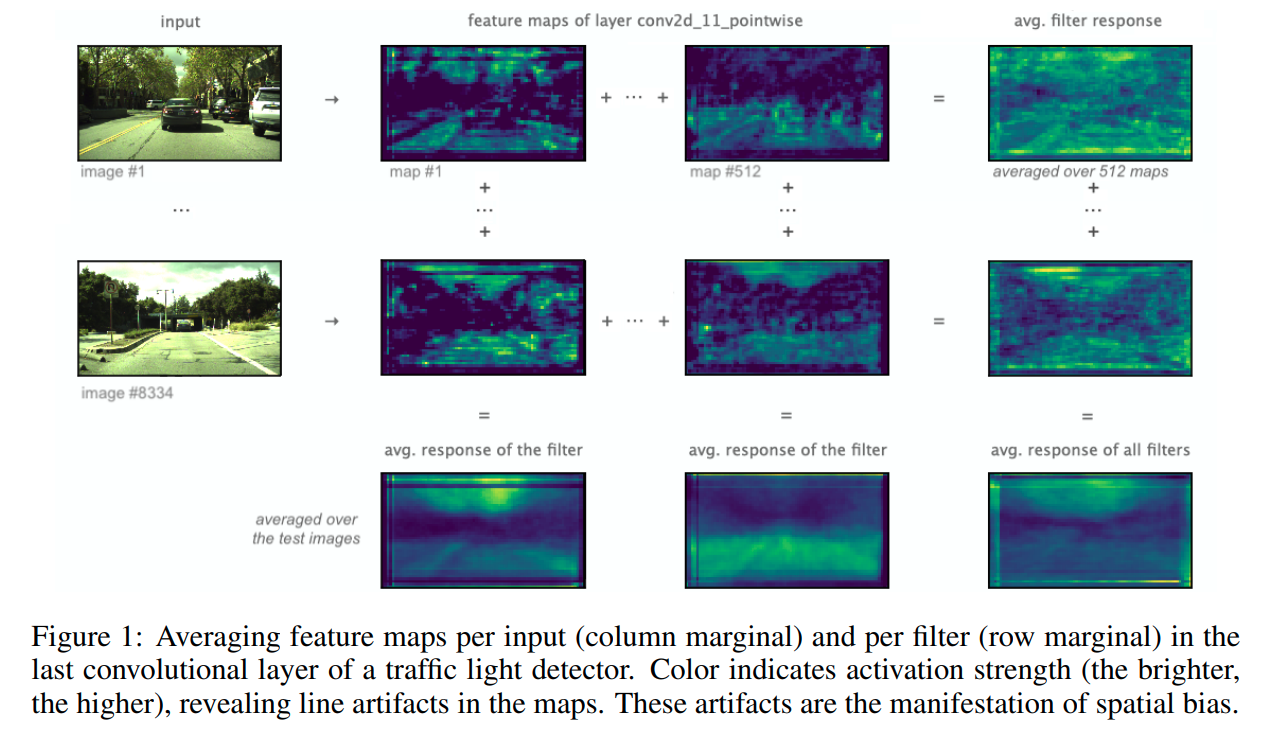 input
feature maps of layer conv2d_11_pointwise
avg. filter response
→
+ ... +
=
image #1
map #1
map #512
averaged over 512 maps
+
+
+
...
...
...
...
+
+
+
→
+ ... +
=
image #8334
=
=
=
avg. response of the filter
avg. response of the filter
avg. response of all filters
averaged over
the test images
Figure 1: Averaging feature maps per input (column marginal) and per filter (row marginal) in the
last convolutional layer of a traffic light detector. Color indicates activation strength (the brighter,
the higher), revealing line artifacts in the maps. These artifacts are the manifestation of spatial bias.